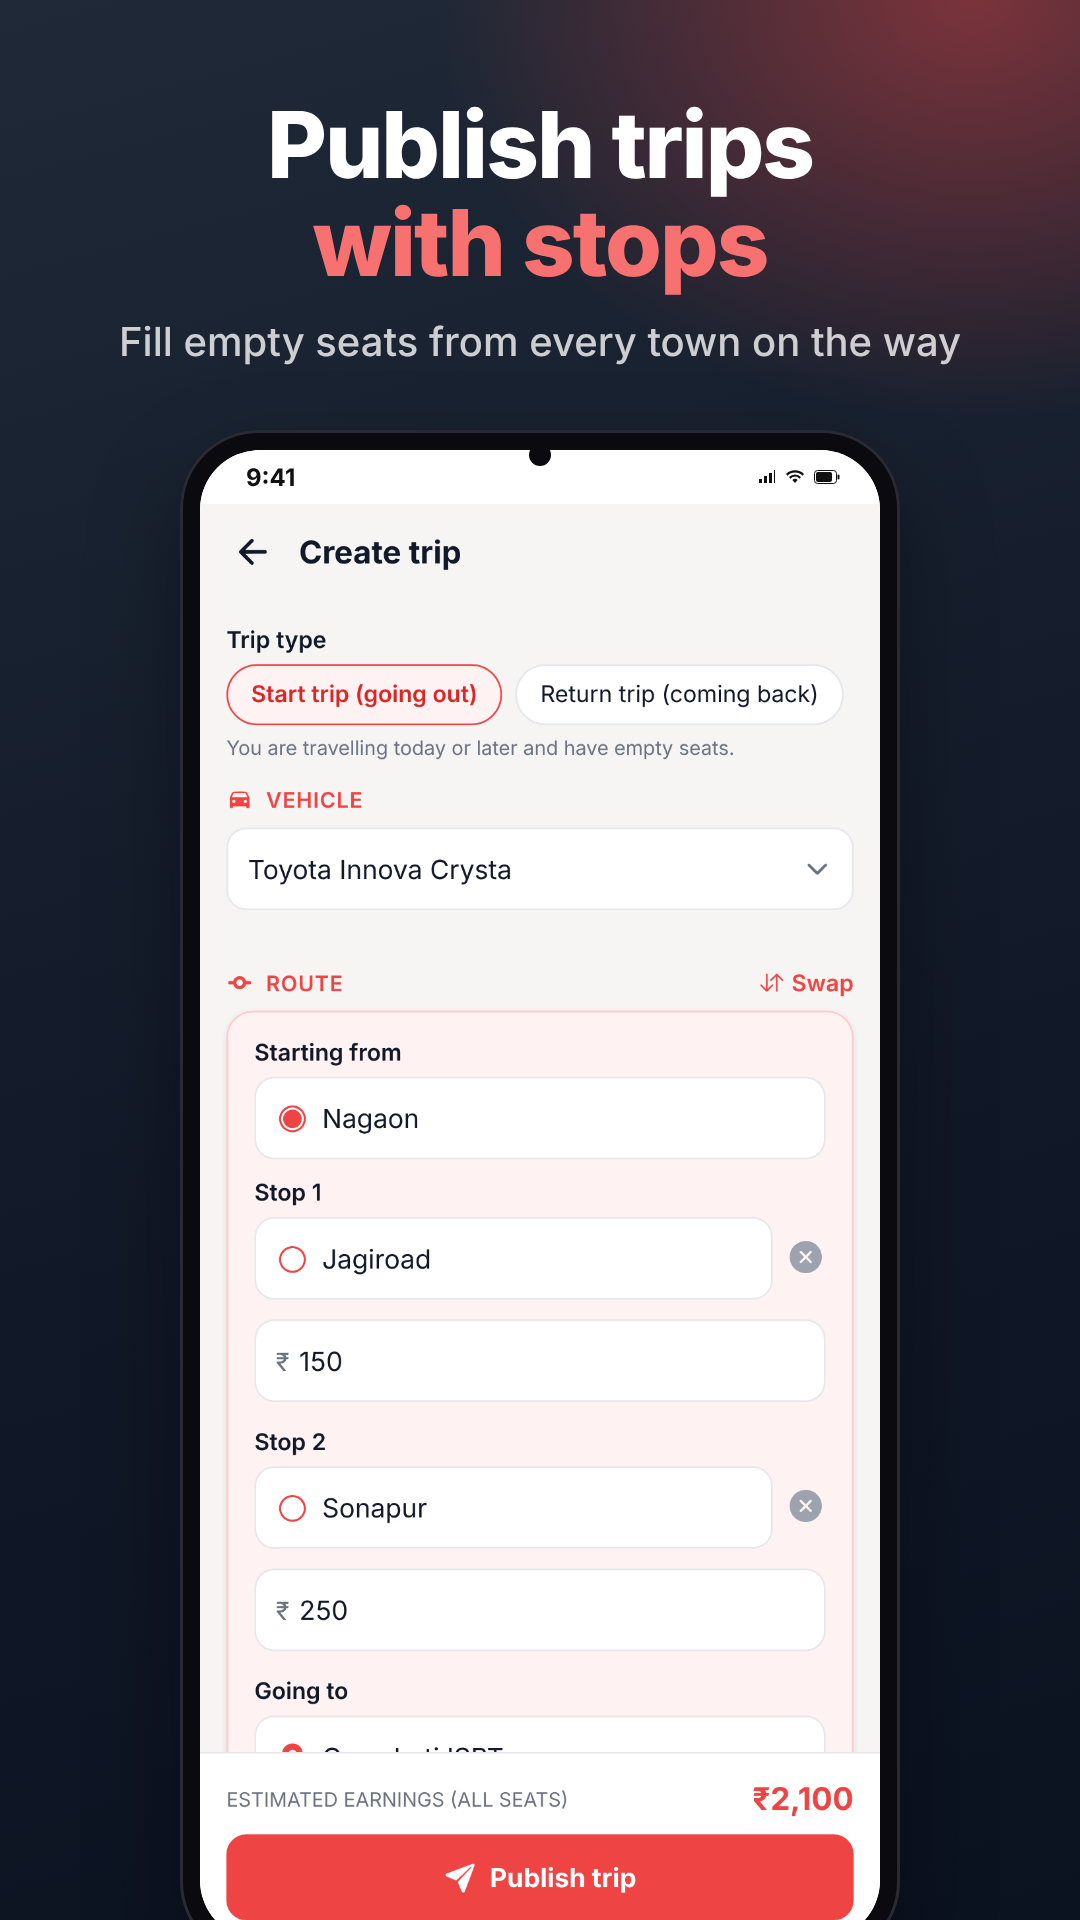 Publish trips
with stops
Fill empty seats from every town on the way
9:41
Create trip
Trip type
Start trip (going out)
Return trip (coming back)
You are travelling today or later and have empty seats.
VEHICLE
Toyota Innova Crysta
ROUTE
Swap
Starting from
Nagaon
Stop 1
Jagiroad
₹ 150
Stop 2
Sonapur
₹ 250
Going to
ESTIMATED EARNINGS (ALL SEATS)
₹2,100
Publish trip